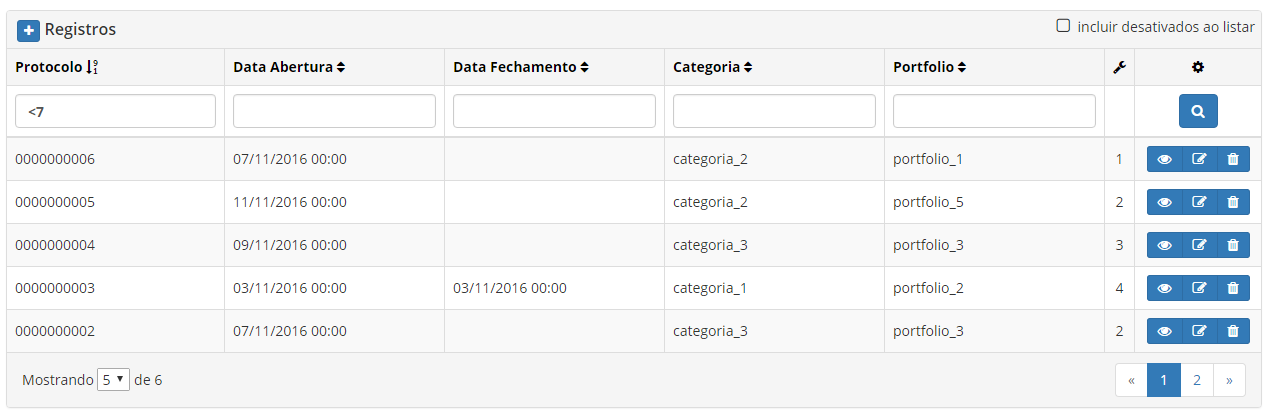 Registros incluir desativados ao listar
Protocolo Data Abertura Data Fechamento Categoria Portfolio
<7
0000000006 07/11/2016 00:00 categoria_2 portfolio_1 1
0000000005 11/11/2016 00:00 categoria_2 portfolio_5 2
0000000004 09/11/2016 00:00 categoria_3 portfolio_3 3
0000000003 03/11/2016 00:00 03/11/2016 00:00 categoria_1 portfolio_2 4
0000000002 07/11/2016 00:00 categoria_3 portfolio_3 2
Mostrando 5 de 6 « 1 2 »